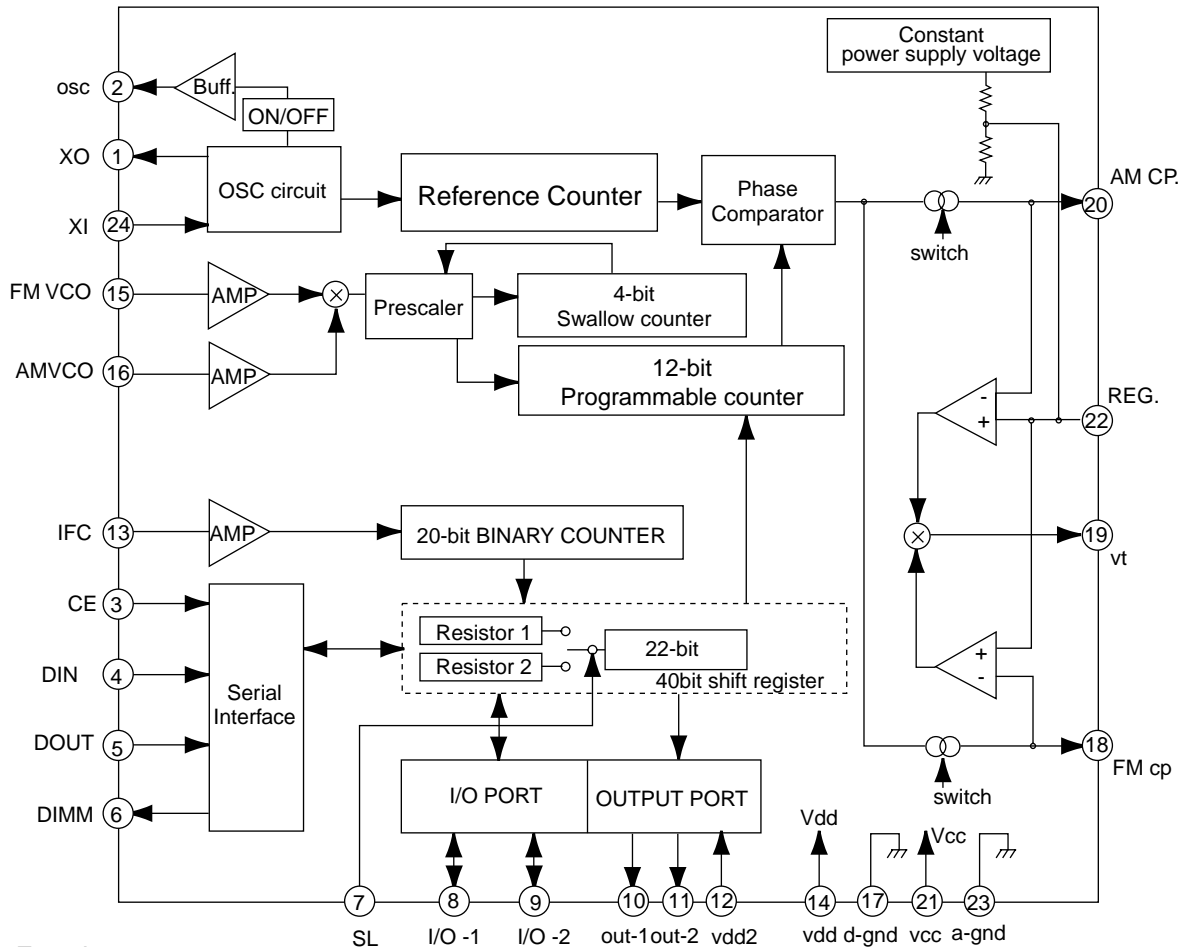 Constant
power supply voltage
osc
2
Buff.
ON/OFF
XO
1
OSC circuit
Reference Counter
Phase
Comparator
AM CP.
20
XI
24
switch
FM VCO
15
AMP
×
Prescaler
4-bit
Swallow counter
AMVCO
16
AMP
12-bit
Programmable counter
-
+
REG.
22
IFC
13
AMP
20-bit BINARY COUNTER
×
19
vt
CE
3
Resistor 1
Resistor 2
22-bit
40bit shift register
DIN
4
Serial
Interface
+
-
DOUT
5
18
FM cp
switch
DIMM
6
I/O PORT
OUTPUT PORT
Vdd
Vcc
7
8
9
10
11
12
14
17
21
23
SL
I/O -1
I/O -2
out-1
out-2
vdd2
vdd
d-gnd
vcc
a-gnd